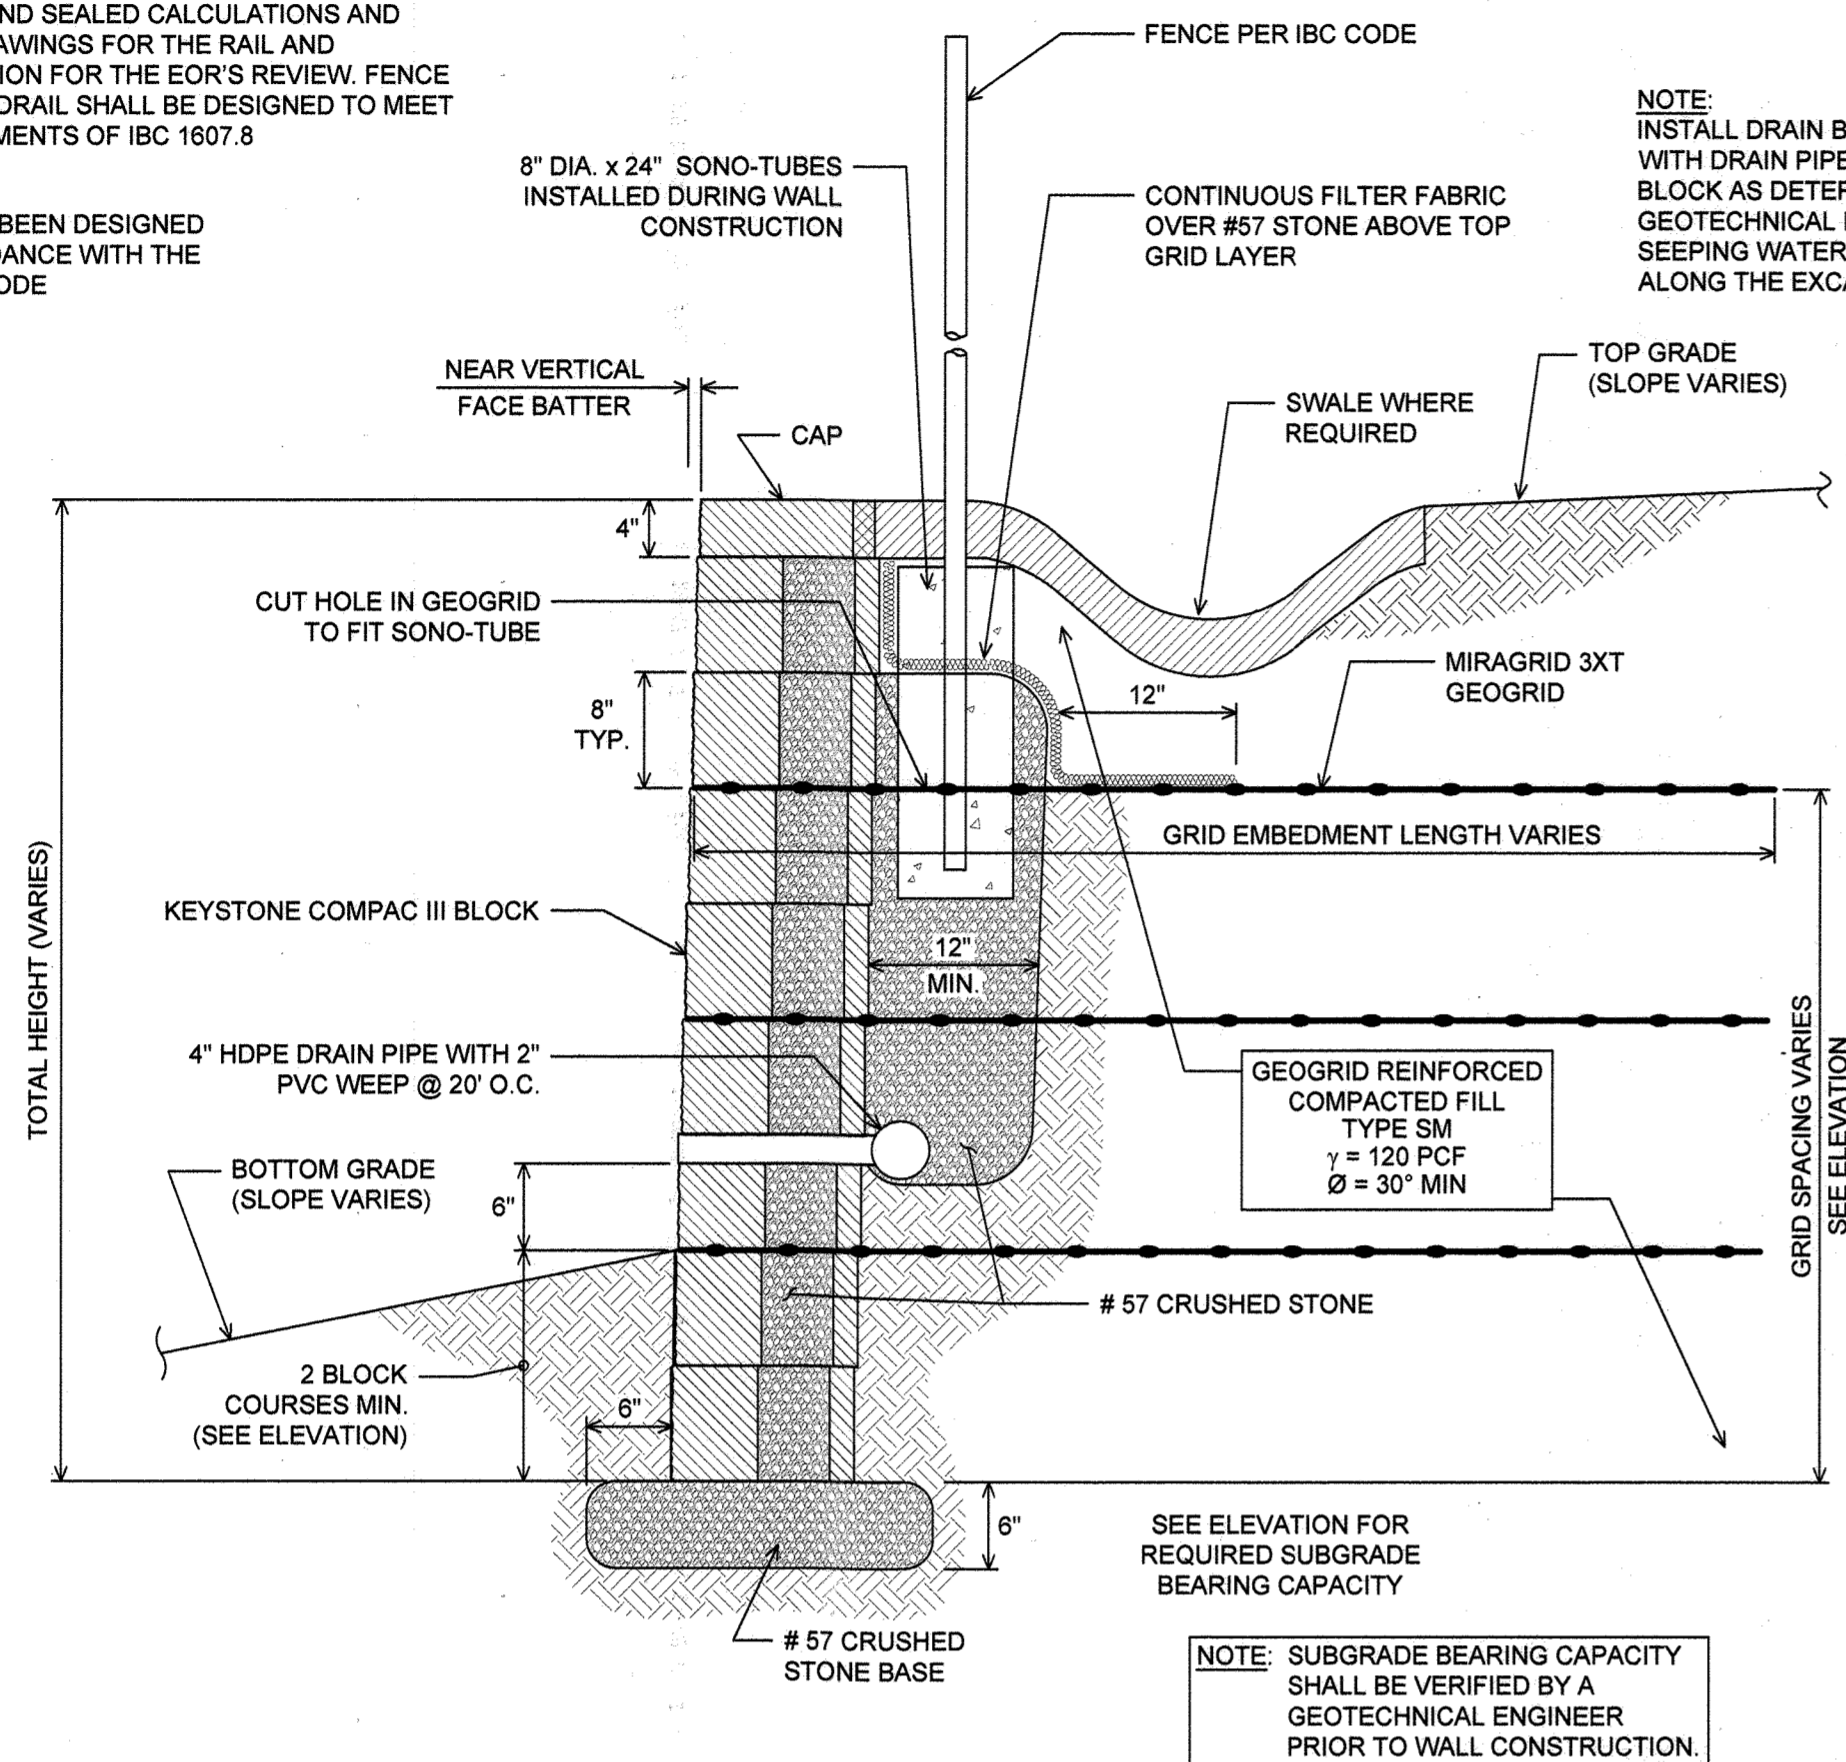 ND SEALED CALCULATIONS AND
AWINGS FOR THE RAIL AND
ION FOR THE EOR'S REVIEW. FENCE
DRAIL SHALL BE DESIGNED TO MEET
MENTS OF IBC 1607.8
BEEN DESIGNED
DANCE WITH THE
ODE
FENCE PER IBC CODE
8" DIA. x 24" SONO-TUBES
INSTALLED DURING WALL
CONSTRUCTION
CONTINUOUS FILTER FABRIC
OVER #57 STONE ABOVE TOP
GRID LAYER
NOTE:
INSTALL DRAIN B
WITH DRAIN PIPE
BLOCK AS DETER
GEOTECHNICAL
SEEPING WATER
ALONG THE EXCA
NEAR VERTICAL
FACE BATTER
CAP
SWALE WHERE
REQUIRED
TOP GRADE
(SLOPE VARIES)
4"
CUT HOLE IN GEOGRID
TO FIT SONO-TUBE
8"
TYP.
12"
MIRAGRID 3XT
GEOGRID
GRID EMBEDMENT LENGTH VARIES
KEYSTONE COMPAC III BLOCK
12"
MIN.
TOTAL HEIGHT (VARIES)
4" HDPE DRAIN PIPE WITH 2"
PVC WEEP @ 20' O.C.
GEOGRID REINFORCED
COMPACTED FILL
TYPE SM
γ = 120 PCF
Ø = 30° MIN
GRID SPACING VARIES
SEE ELEVATION
BOTTOM GRADE
(SLOPE VARIES)
6"
# 57 CRUSHED STONE
2 BLOCK
COURSES MIN.
(SEE ELEVATION)
6"
6"
SEE ELEVATION FOR
REQUIRED SUBGRADE
BEARING CAPACITY
# 57 CRUSHED
STONE BASE
NOTE: SUBGRADE BEARING CAPACITY
SHALL BE VERIFIED BY A
GEOTECHNICAL ENGINEER
PRIOR TO WALL CONSTRUCTION.